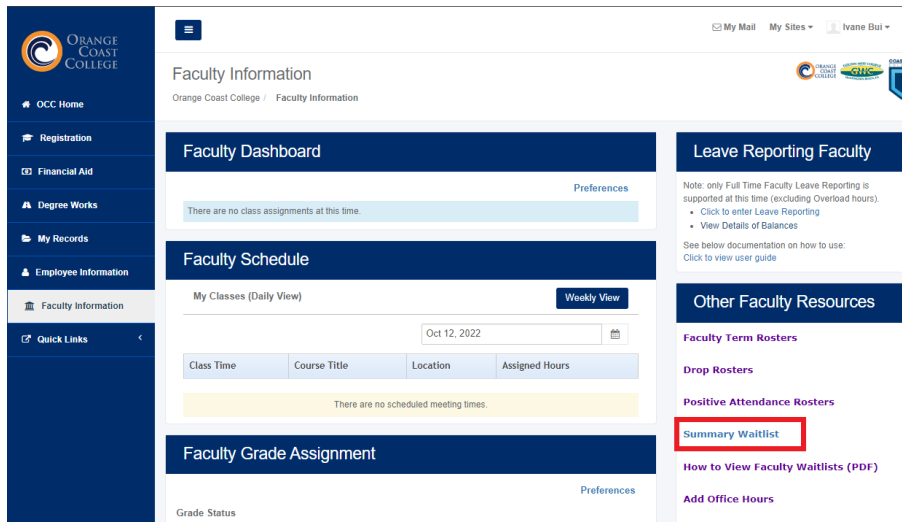 ORANGE
COAST
COLLEGE
OCC Home
Registration
Financial Aid
Degree Works
My Records
Employee Information
Faculty Information
Quick Links
My Mail My Sites Ivane Bui
Faculty Information
Orange Coast College / Faculty Information
ORANGE
COAST
COLLEGE
GWC
Faculty Dashboard
Preferences
There are no class assignments at this time.
Faculty Schedule
My Classes (Daily View) Weekly View
Oct 12, 2022
Class Time Course Title Location Assigned Hours
There are no scheduled meeting times.
Faculty Grade Assignment
Preferences
Grade Status
Leave Reporting Faculty
Note: only Full Time Faculty Leave Reporting is
supported at this time (excluding Overload hours).
Click to enter Leave Reporting
View Details of Balances
See below documentation on how to use:
Click to view user guide
Other Faculty Resources
Faculty Term Rosters
Drop Rosters
Positive Attendance Rosters
Summary Waitlist
How to View Faculty Waitlists (PDF)
Add Office Hours